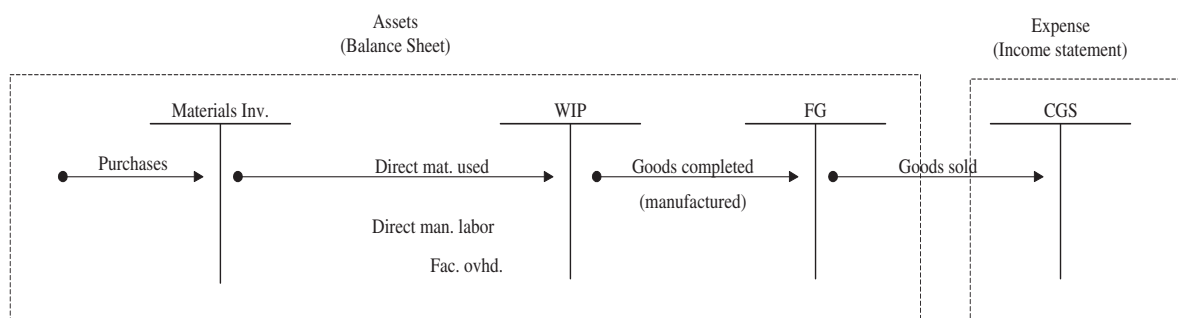 Assets
(Balance Sheet)
Expense
(Income statement)
Materials Inv.
WIP
FG
CGS
Purchases
Direct mat. used
Goods completed
Goods sold
(manufactured)
Direct man. labor
Fac. ovhd.